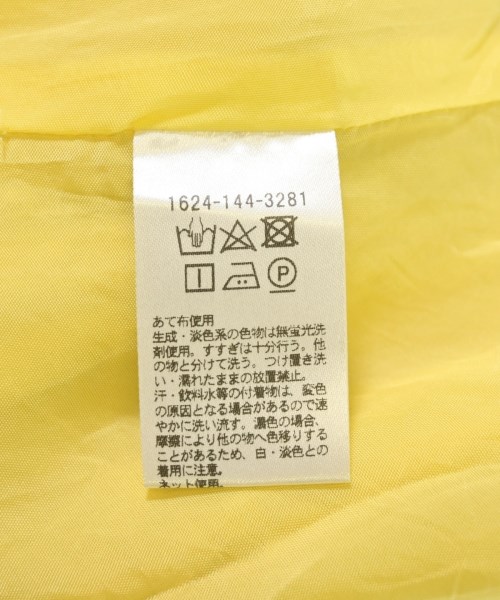 1624-144-3281
P
あて布使用
生成・淡色系の色物は無蛍光洗
剤使用。すすぎは十分行う。他
の物と分けて洗う。つけ置き洗
い・濡れたままの放置禁止。
汗・飲料水等の付着物は、変色
の原因となる場合があるので速
やかに洗い流す。濃色の場合、
摩擦により他の物へ色移りする
ことがあるため、白・淡色との
着用に注意。
ネット使用。